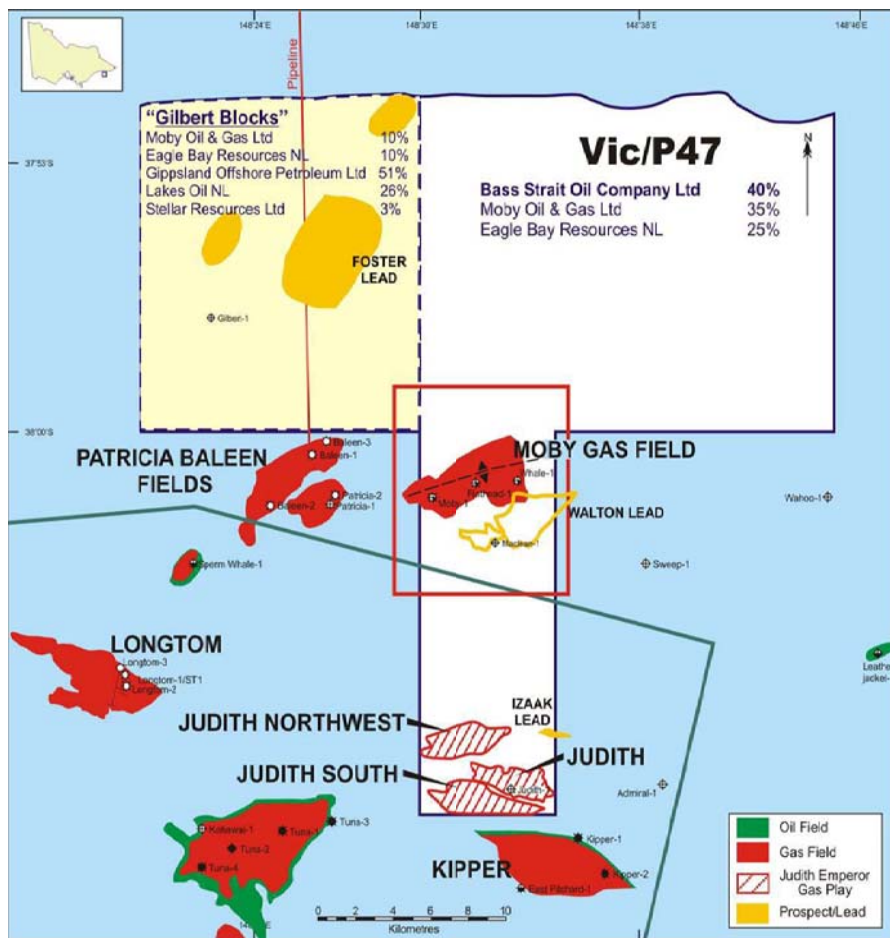 148°24'E 148°30'E 148°38'E 148°46'E
Pipeline
"Gilbert Blocks"
Moby Oil & Gas Ltd 10%
Eagle Bay Resources NL 10%
Gippsland Offshore Petroleum Ltd 51%
Lakes Oil NL 26%
Stellar Resources Ltd 3%
Vic/P47
Bass Strait Oil Company Ltd 40%
Moby Oil & Gas Ltd 35%
Eagle Bay Resources NL 25%
N
37°53'S
FOSTER
LEAD
Gilbert-1
38°00'S
PATRICIA BALEEN
FIELDS
Baleen-3
Baleen-1
Patricia-2
Patricia-1
Baleen-2
MOBY GAS FIELD
Whale-1
Flathead-1
Moby-1
WALTON LEAD
Wahoo-1
Sweep-1
Sperm Whale-1
LONGTOM
Longtom-3
Longtom-1/ST1
Longtom-2
Leather
jacket-
IZAAK
LEAD
JUDITH NORTHWEST
JUDITH
JUDITH SOUTH
Judith-
Admiral-1
Tuna-3
Tuna-1
Tuna-4
Kipper-1
KIPPER
Kipper-2
East Pilchard-1
0 2 4 6 8 10
Kilometres
Oil Field
Gas Field
Judith Emperor
Gas Play
Prospect/Lead